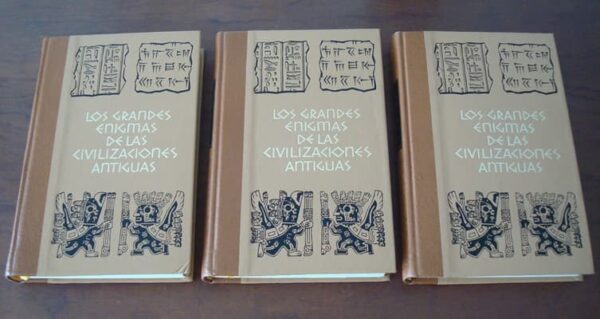 LOS GRANDES
ENIGMAS
DE LAS
CIVILIZACIONES
ANTIGUAS
LOS GRANDES
ENIGMAS
DE LAS
CIVILIZACIONES
ANTIGUAS
LOS GRANDES
ENIGMAS
DE LAS
CIVILIZACIONES
ANTIGUAS